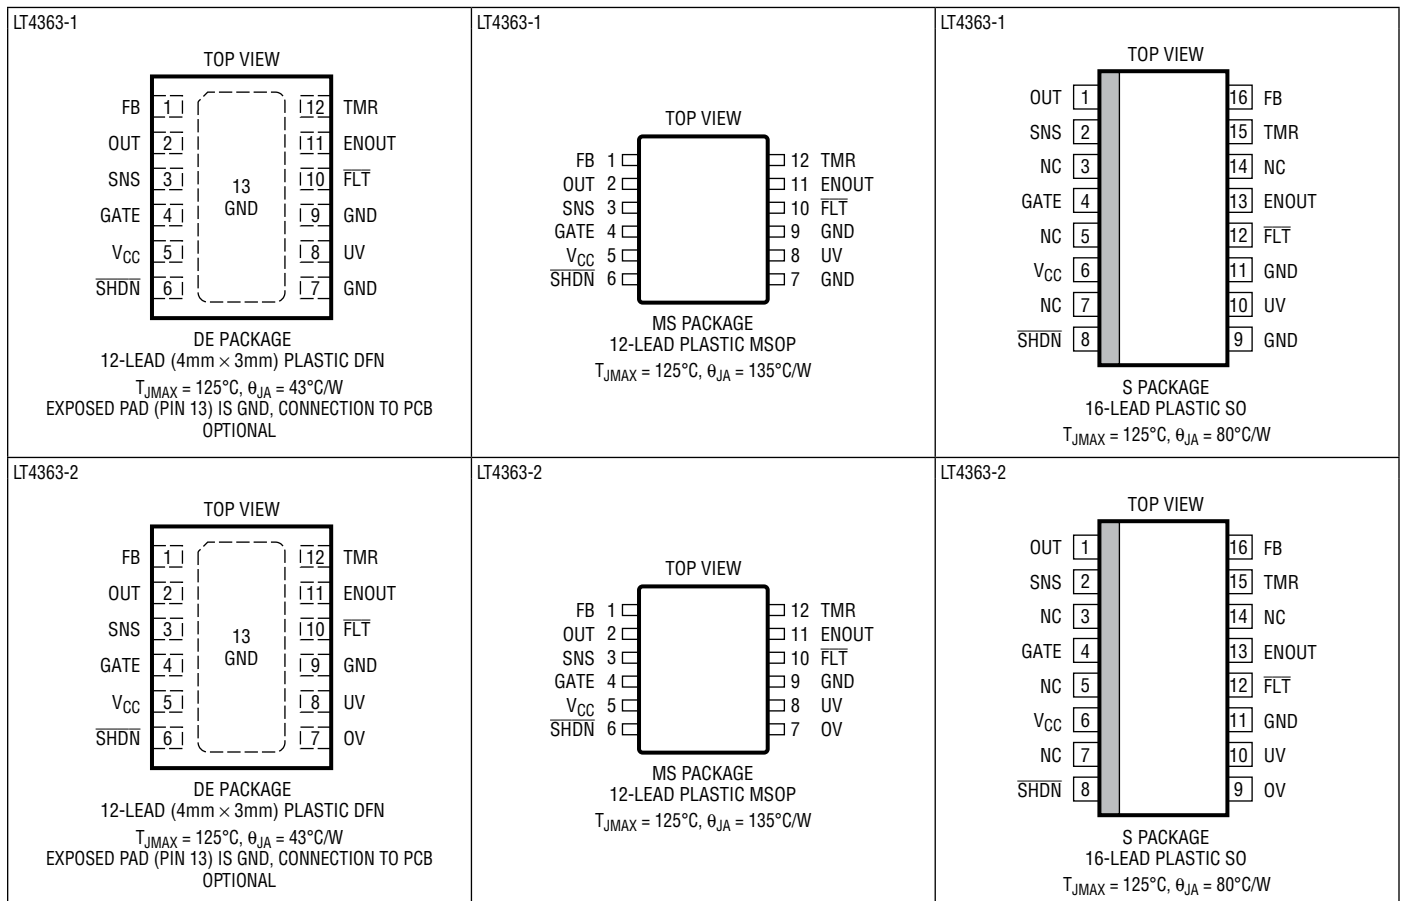 LT4363-1
TOP VIEW
FB 1 12 TMR
OUT 2 11 ENOUT
SNS 3 10 FLT
13
GND
GATE 4 9 GND
VCC 5 8 UV
SHDN 6 7 GND
DE PACKAGE
12-LEAD (4mm × 3mm) PLASTIC DFN
TJMAX = 125°C, θJA = 43°C/W
EXPOSED PAD (PIN 13) IS GND, CONNECTION TO PCB
OPTIONAL
LT4363-1
TOP VIEW
FB 1 12 TMR
OUT 2 11 ENOUT
SNS 3 10 FLT
GATE 4 9 GND
VCC 5 8 UV
SHDN 6 7 GND
MS PACKAGE
12-LEAD PLASTIC MSOP
TJMAX = 125°C, θJA = 135°C/W
LT4363-1
TOP VIEW
OUT 1 16 FB
SNS 2 15 TMR
NC 3 14 NC
GATE 4 13 ENOUT
NC 5 12 FLT
VCC 6 11 GND
NC 7 10 UV
SHDN 8 9 GND
S PACKAGE
16-LEAD PLASTIC SO
TJMAX = 125°C, θJA = 80°C/W
LT4363-2
TOP VIEW
FB 1 12 TMR
OUT 2 11 ENOUT
SNS 3 10 FLT
13
GND
GATE 4 9 GND
VCC 5 8 UV
SHDN 6 7 OV
DE PACKAGE
12-LEAD (4mm × 3mm) PLASTIC DFN
TJMAX = 125°C, θJA = 43°C/W
EXPOSED PAD (PIN 13) IS GND, CONNECTION TO PCB
OPTIONAL
LT4363-2
TOP VIEW
FB 1 12 TMR
OUT 2 11 ENOUT
SNS 3 10 FLT
GATE 4 9 GND
VCC 5 8 UV
SHDN 6 7 OV
MS PACKAGE
12-LEAD PLASTIC MSOP
TJMAX = 125°C, θJA = 135°C/W
LT4363-2
TOP VIEW
OUT 1 16 FB
SNS 2 15 TMR
NC 3 14 NC
GATE 4 13 ENOUT
NC 5 12 FLT
VCC 6 11 GND
NC 7 10 UV
SHDN 8 9 OV
S PACKAGE
16-LEAD PLASTIC SO
TJMAX = 125°C, θJA = 80°C/W